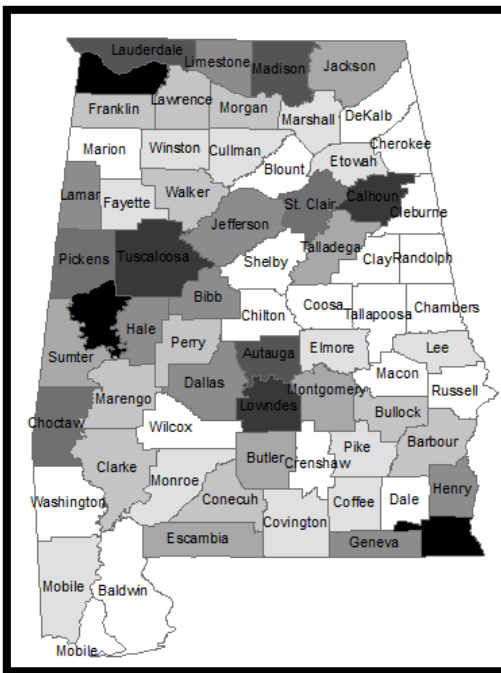 Lauderdale
Limestone
Madison
Jackson
Franklin
Lawrence
Morgan
Marshall
DeKalb
Cherokee
Marion
Winston
Cullman
Blount
Etowah
Lamar
Fayette
Walker
Jefferson
St. Clair
Calhoun
Cleburne
Pickens
Tuscaloosa
Shelby
Talladega
Clay
Randolph
Bibb
Chilton
Coosa
Tallapoosa
Chambers
Sumter
Hale
Perry
Autauga
Elmore
Lee
Macon
Russell
Marengo
Dallas
Lowndes
Montgomery
Bullock
Choctaw
Wilcox
Butler
Crenshaw
Pike
Barbour
Clarke
Monroe
Conecuh
Coffee
Dale
Henry
Washington
Covington
Escambia
Geneva
Mobile
Baldwin
Mobile